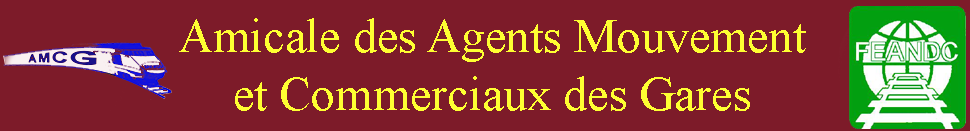 AMCG
Amicale des Agents Mouvement
et Commerciaux des Gares
FEANDC